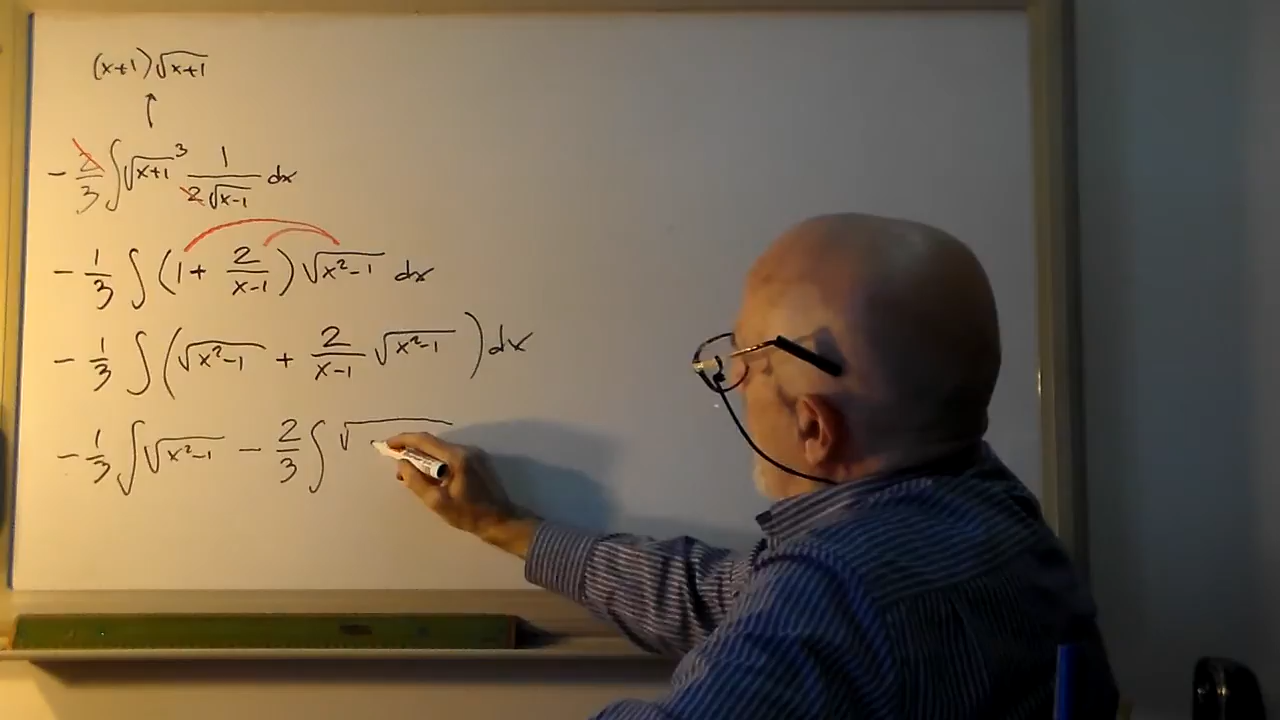 (x+1)√(x+1)
↑
- 2/3 ∫ √(x+1)³ 1/(2√(x-1)) dx
- 1/3 ∫ (1 + 2/(x-1)) √(x²-1) dx
- 1/3 ∫ (√(x²-1) + 2/(x-1) √(x²-1)) dx
- 1/3 ∫ √(x²-1) - 2/3 ∫ √